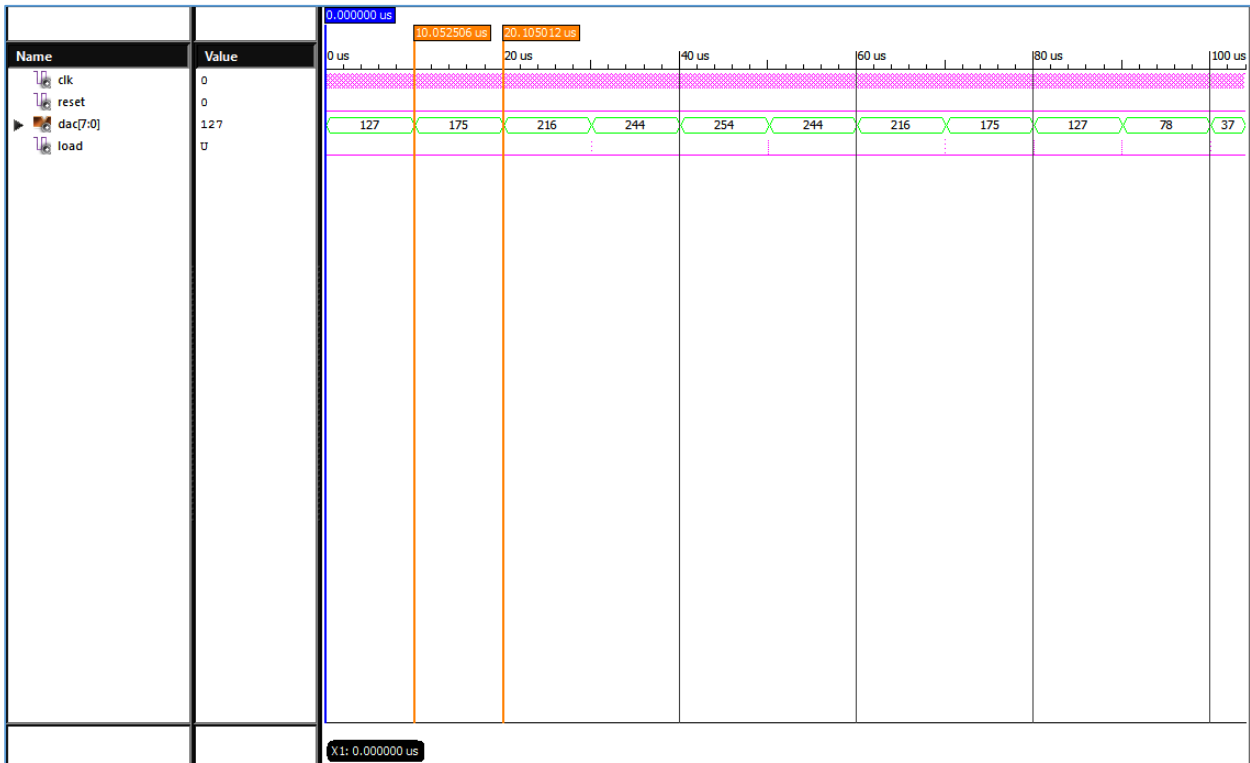 0.000000 us
10.052506 us 20.105012 us
Name Value 0 us 20 us 40 us 60 us 80 us 100 us
clk 0
reset 0
dac[7:0] 127 127 175 216 244 254 244 216 175 127 78 37
load U
X1: 0.000000 us